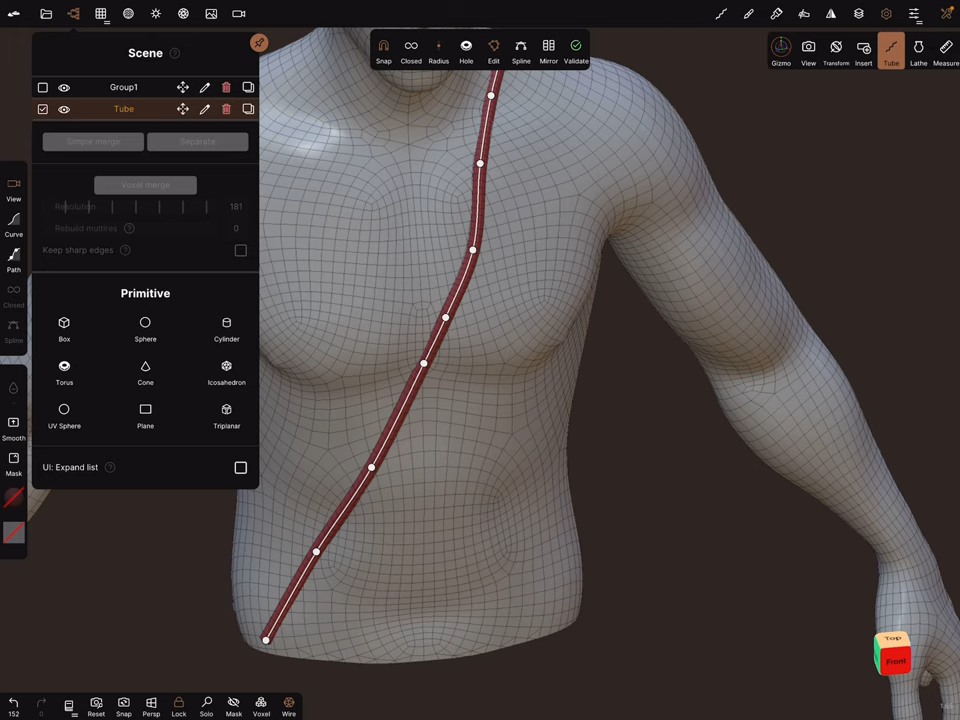 Scene
Group1
Tube
Simple merge Separate
Voxel merge
Resolution 181
Rebuild multires 0
Keep sharp edges
Primitive
Box Sphere Cylinder
Torus Cone Icosahedron
UV Sphere Plane Triplanar
UI: Expand list
Snap Closed Radius Hole Edit Spline Mirror Validate
Gizmo View Transform Insert Tube Lathe Measure
View
Curve
Path
Closed
Spline
Smooth
Mask
Top
Front
152 0 Reset Snap Persp Lock Solo Mask Voxel Wire